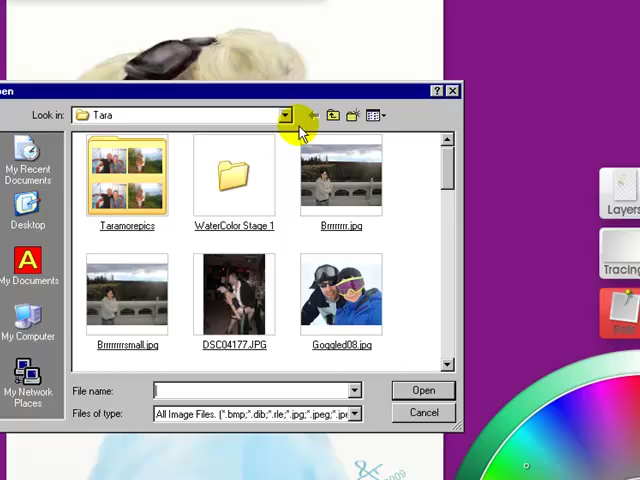 pen
Look in:
Tara
My Recent
Documents
Desktop
My Documents
My Computer
My Network
Places
Taramorepics
WaterColor Stage 1
Brrrrrrr.jpg
Brrrrrrrsmall.jpg
DSC04177.JPG
Goggled08.jpg
File name:
Open
Files of type:
All Image Files. (*.bmp;*.dib;*.rle;*.jpg;*.jpeg;*.jpe
Cancel
Layers
Tracing
2009